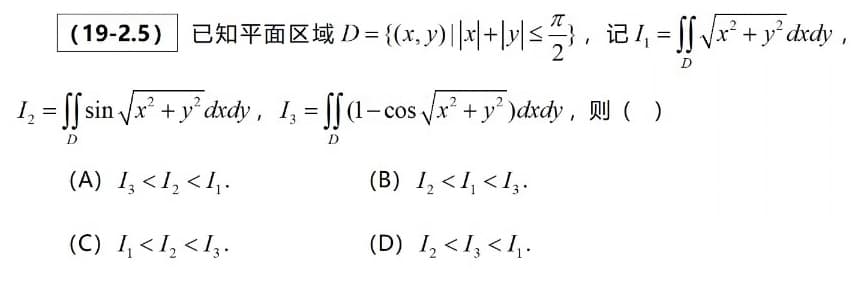 (19-2.5) 已知平面区域 D = {(x, y) | |x|+|y| ≤ π/2}，记 I₁ = ∬_D √(x² + y²) dxdy，
I₂ = ∬_D sin √(x² + y²) dxdy，I₃ = ∬_D (1−cos √(x² + y²)) dxdy，则（ ）
(A) I₃ < I₂ < I₁. (B) I₂ < I₁ < I₃.
(C) I₁ < I₂ < I₃. (D) I₂ < I₃ < I₁.